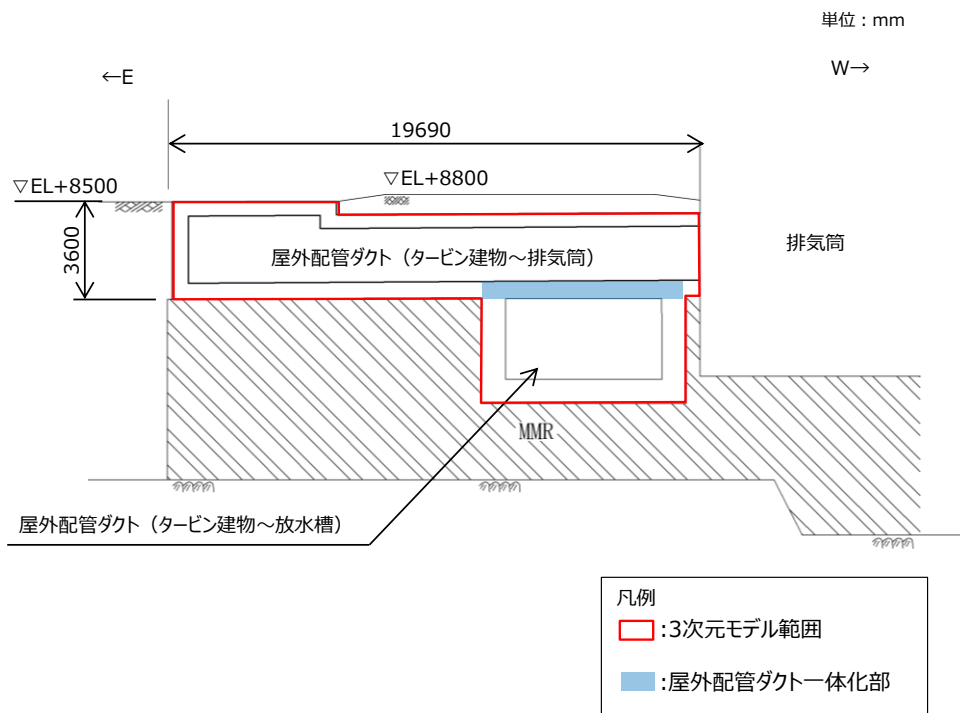 単位：mm
←E
W→
19690
▽EL+8500
▽EL+8800
3600
屋外配管ダクト（タービン建物～排気筒）
排気筒
MMR
屋外配管ダクト（タービン建物～放水槽）
凡例
:3次元モデル範囲
:屋外配管ダクト一体化部